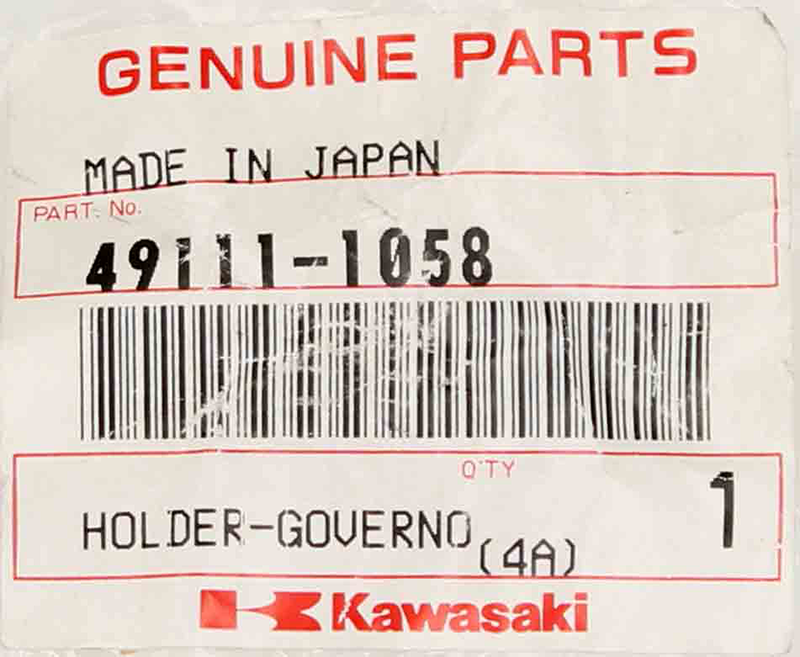 GENUINE PARTS
MADE IN JAPAN
PART. No.
49111-1058
Q'TY
1
HOLDER-GOVERNO(4A)
Kawasaki